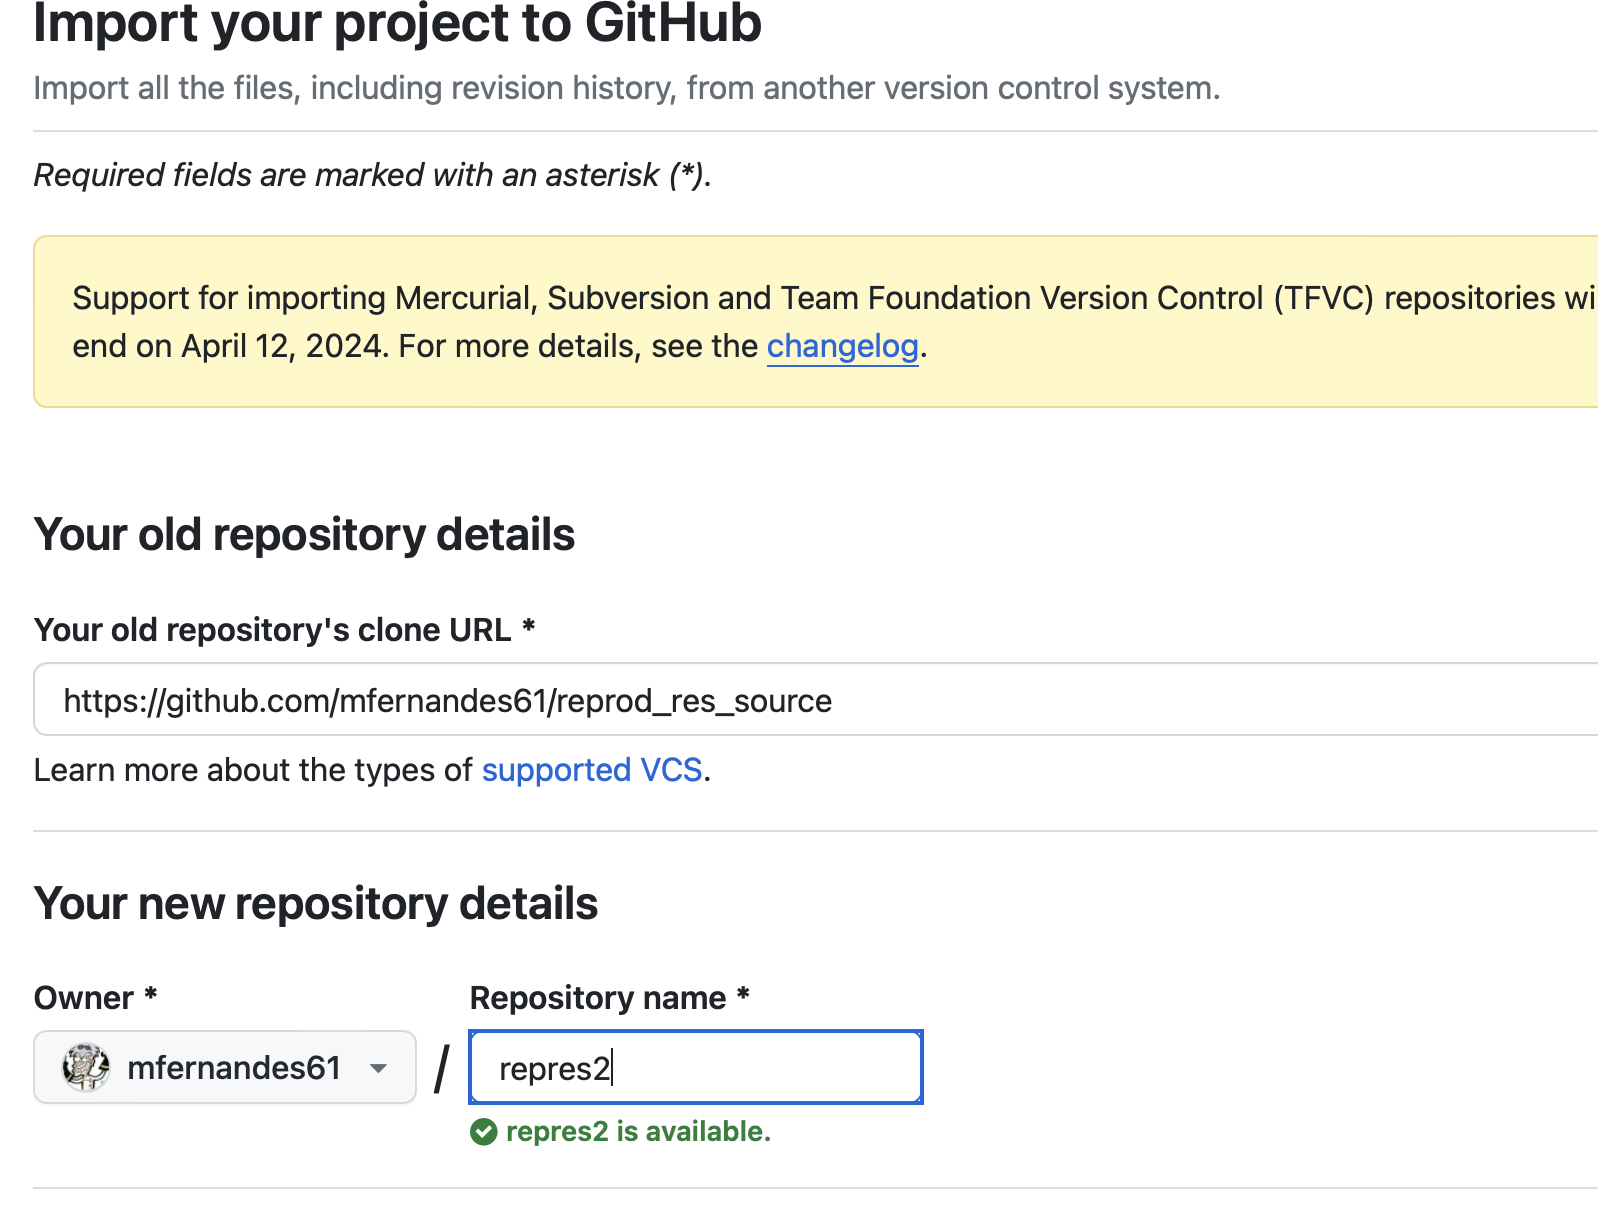 Import your project to GitHub
Import all the files, including revision history, from another version control system.
Required fields are marked with an asterisk (*).
Support for importing Mercurial, Subversion and Team Foundation Version Control (TFVC) repositories wi
end on April 12, 2024. For more details, see the changelog.
Your old repository details
Your old repository's clone URL *
https://github.com/mfernandes61/reprod_res_source
Learn more about the types of supported VCS.
Your new repository details
Owner * Repository name *
mfernandes61 / repres2
repres2 is available.